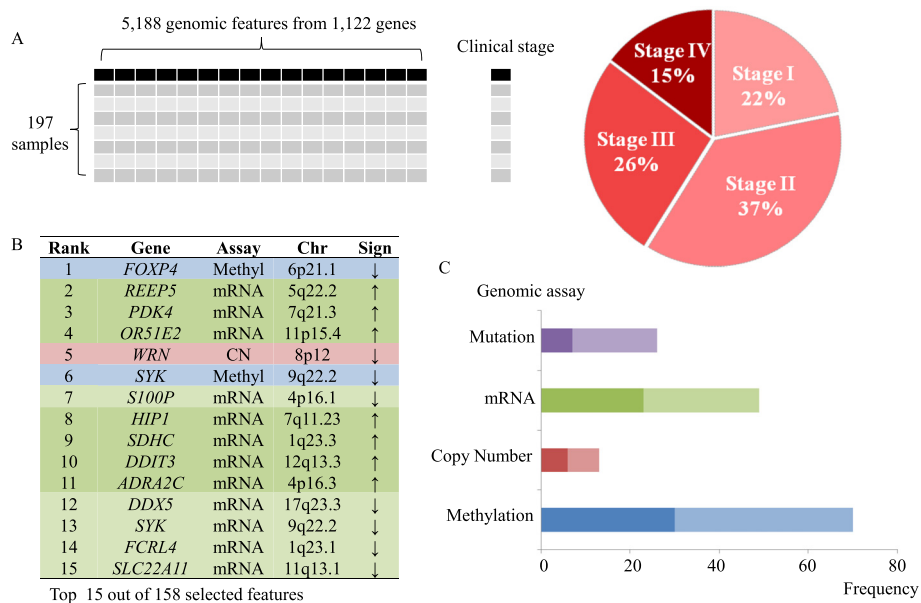 A
5,188 genomic features from 1,122 genes
Clinical stage
197
samples
Stage IV
15%
Stage I
22%
Stage III
26%
Stage II
37%
B
Rank Gene Assay Chr Sign
1 FOXP4 Methyl 6p21.1 ↓
2 REEP5 mRNA 5q22.2 ↑
3 PDK4 mRNA 7q21.3 ↑
4 OR51E2 mRNA 11p15.4 ↑
5 WRN CN 8p12 ↓
6 SYK Methyl 9q22.2 ↓
7 S100P mRNA 4p16.1 ↓
8 HIP1 mRNA 7q11.23 ↑
9 SDHC mRNA 1q23.3 ↑
10 DDIT3 mRNA 12q13.3 ↑
11 ADRA2C mRNA 4p16.3 ↑
12 DDX5 mRNA 17q23.3 ↓
13 SYK mRNA 9q22.2 ↓
14 FCRL4 mRNA 1q23.1 ↓
15 SLC22A11 mRNA 11q13.1 ↓
Top 15 out of 158 selected features
C
Genomic assay
Mutation
mRNA
Copy Number
Methylation
0 20 40 60 80
Frequency